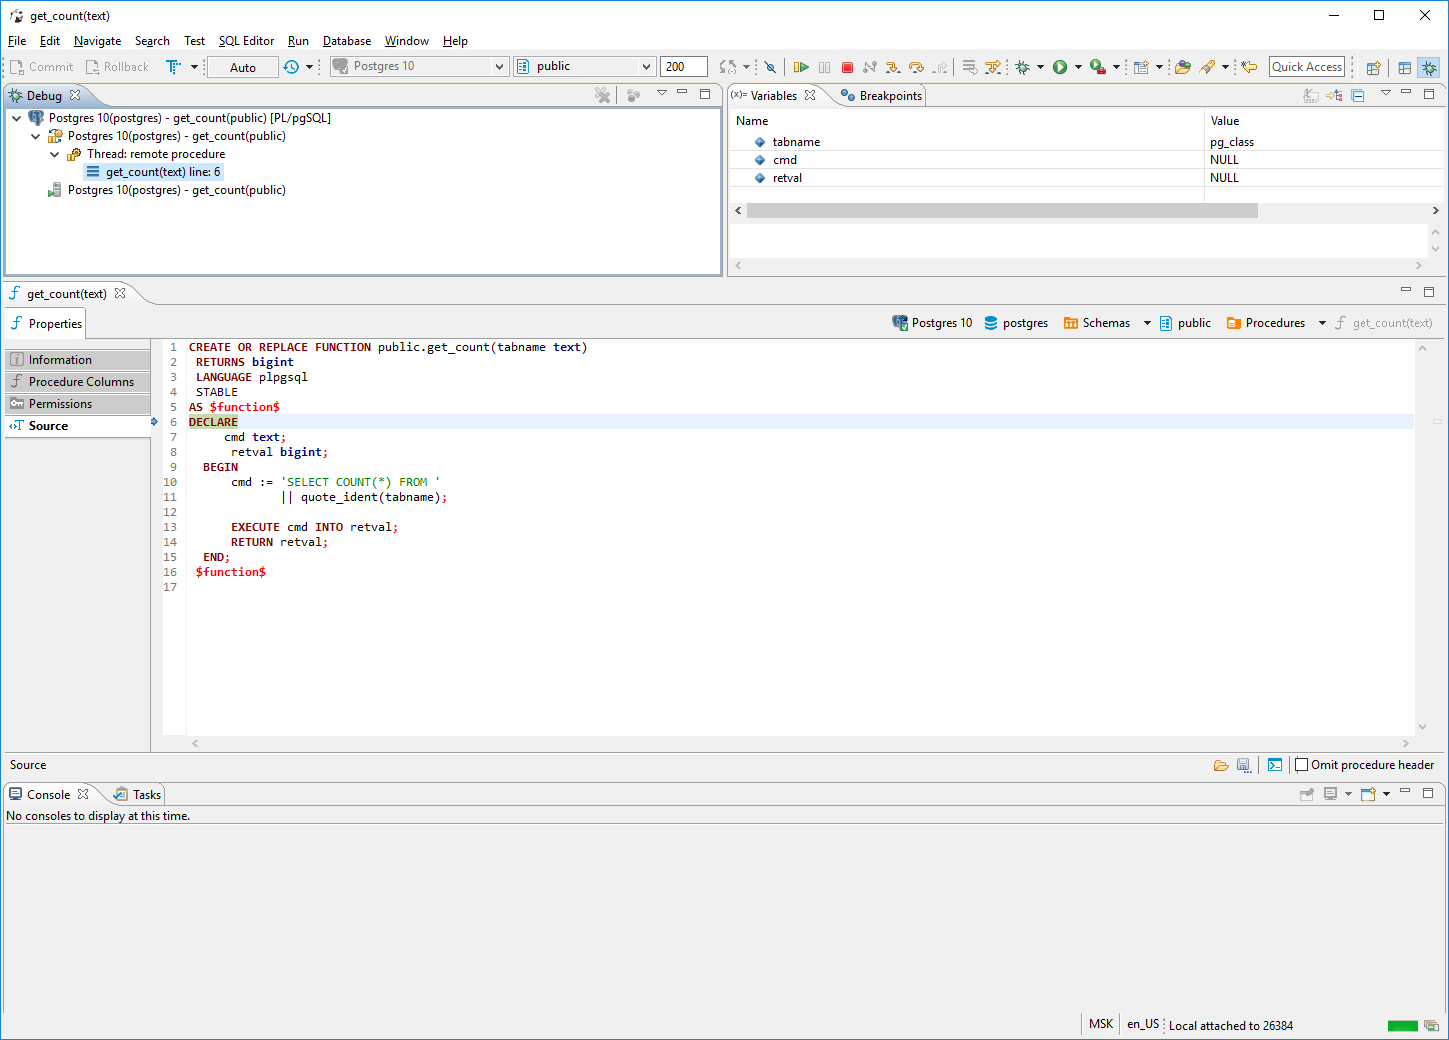 get_count(text)
File Edit Navigate Search Test SQL Editor Run Database Window Help
Commit Rollback T Auto Postgres 10 public 200 Quick Access
Debug
Postgres 10(postgres) - get_count(public) [PL/pgSQL]
Postgres 10(postgres) - get_count(public)
Thread: remote procedure
get_count(text) line: 6
Postgres 10(postgres) - get_count(public)
(x)= Variables Breakpoints
Name Value
tabname pg_class
cmd NULL
retval NULL
get_count(text)
Properties Postgres 10 postgres Schemas public Procedures get_count(text)
Information
Procedure Columns
Permissions
Source
1 CREATE OR REPLACE FUNCTION public.get_count(tabname text)
2 RETURNS bigint
3 LANGUAGE plpgsql
4 STABLE
5 AS $function$
6 DECLARE
7 cmd text;
8 retval bigint;
9 BEGIN
10 cmd := 'SELECT COUNT(*) FROM '
11 || quote_ident(tabname);
12
13 EXECUTE cmd INTO retval;
14 RETURN retval;
15 END;
16 $function$
17
Source Omit procedure header
Console Tasks
No consoles to display at this time.
MSK en_US Local attached to 26384